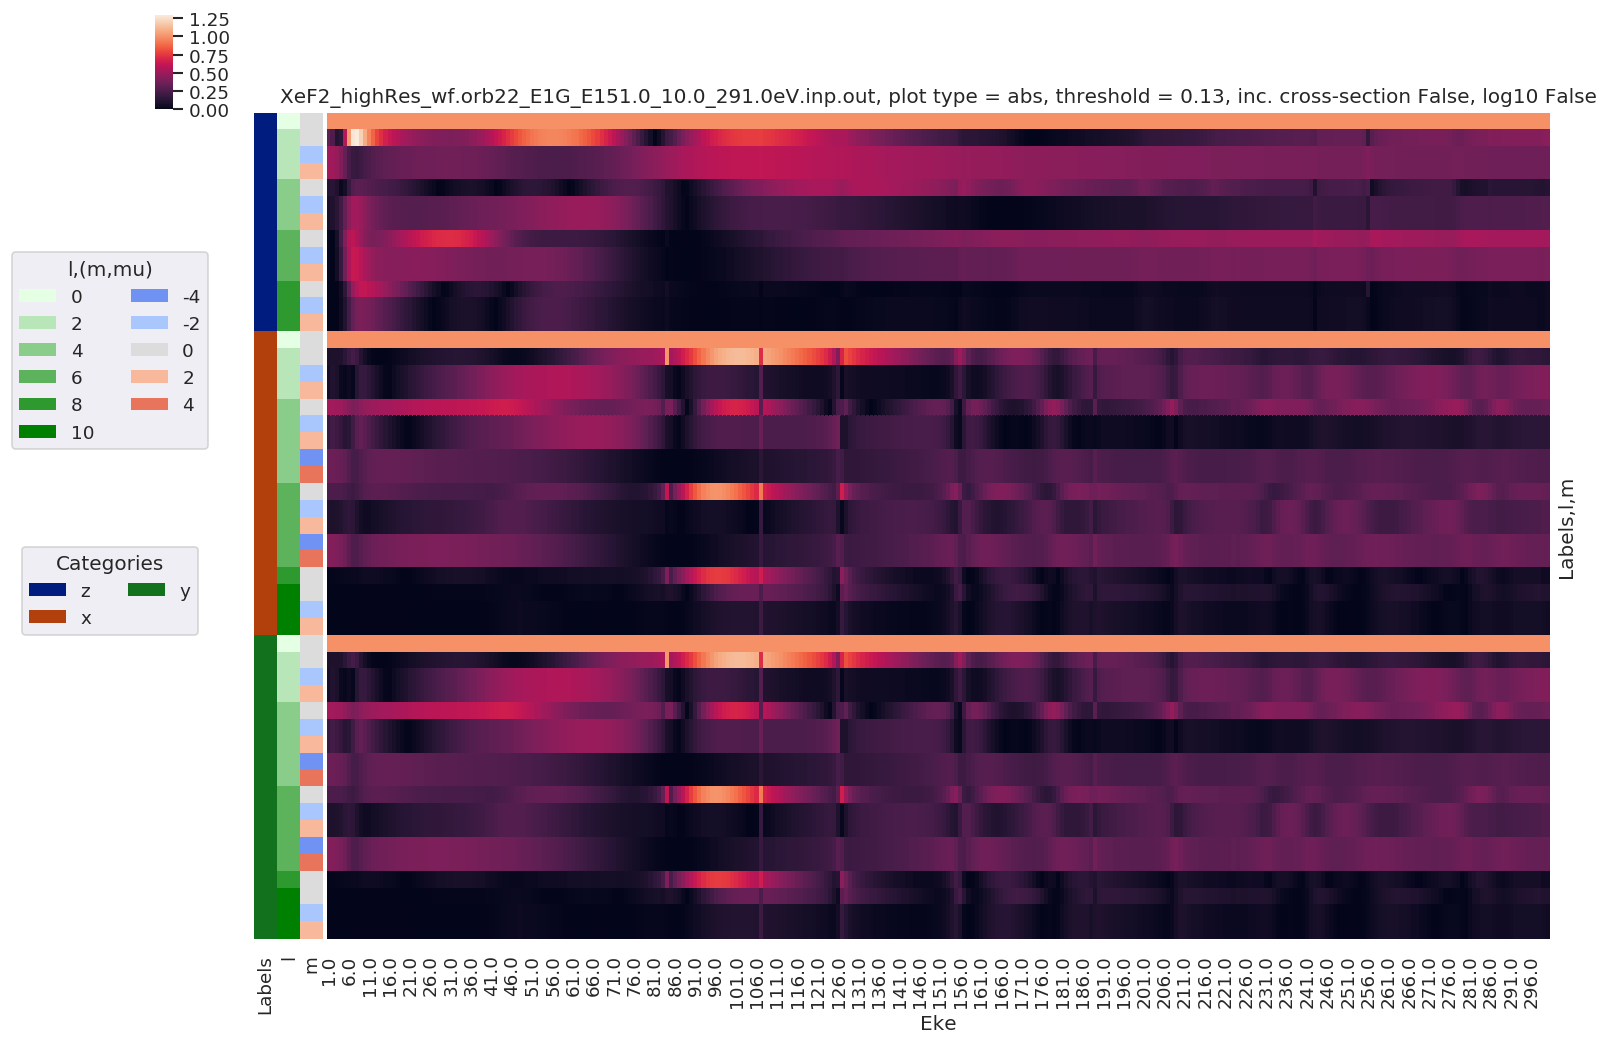 1.25
1.00
0.75
0.50
0.25
0.00
XeF2_highRes_wf.orb22_E1G_E151.0_10.0_291.0eV.inp.out, plot type = abs, threshold = 0.13, inc. cross-section False, log10 False
l,(m,mu)
0 -4
2 -2
4 0
6 2
8 4
10
Categories
z y
x
Labels,l,m
Labels l m 1.0 6.0 11.0 16.0 21.0 26.0 31.0 36.0 41.0 46.0 51.0 56.0 61.0 66.0 71.0 76.0 81.0 86.0 91.0 96.0 101.0 106.0 111.0 116.0 121.0 126.0 131.0 136.0 141.0 146.0 151.0 156.0 161.0 166.0 171.0 176.0 181.0 186.0 191.0 196.0 201.0 206.0 211.0 216.0 221.0 226.0 231.0 236.0 241.0 246.0 251.0 256.0 261.0 266.0 271.0 276.0 281.0 286.0 291.0 296.0
Eke